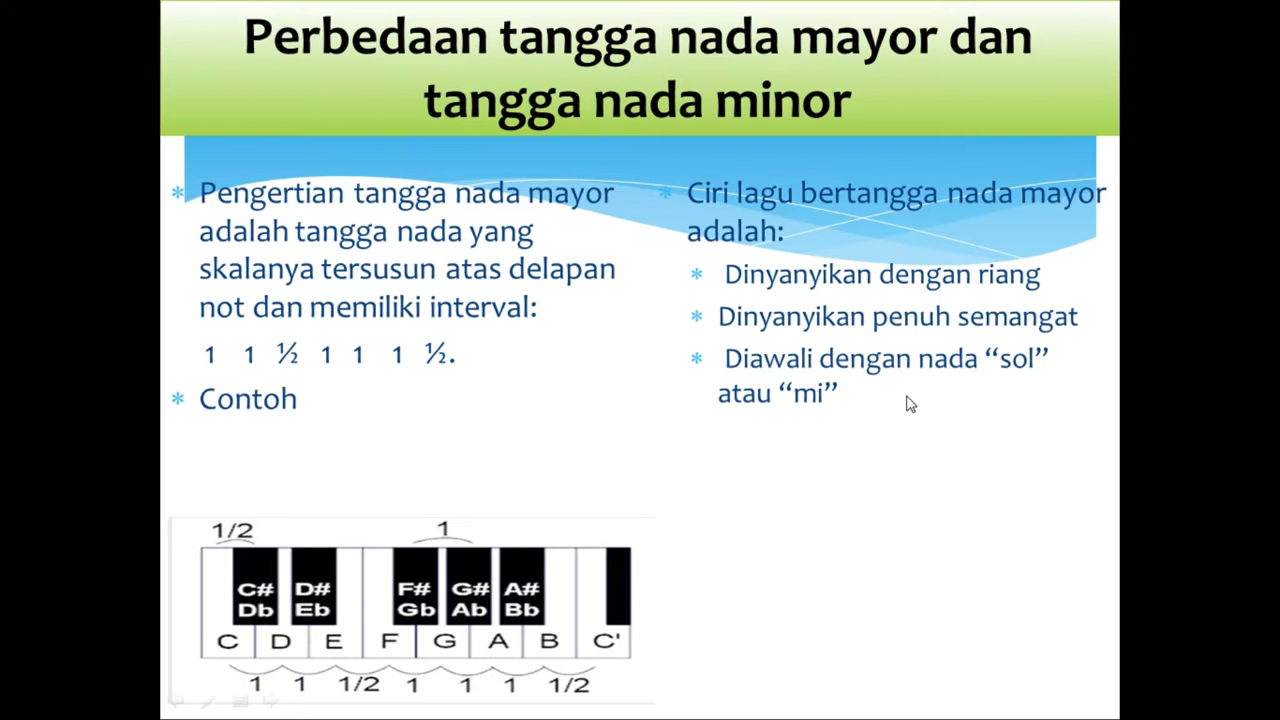 Perbedaan tangga nada mayor dan
tangga nada minor
Pengertian tangga nada mayor
adalah tangga nada yang
skalanya tersusun atas delapan
not dan memiliki interval:
1 1 ½ 1 1 1 ½.
Contoh
Ciri lagu bertangga nada mayor
adalah:
Dinyanyikan dengan riang
Dinyanyikan penuh semangat
Diawali dengan nada “sol”
atau “mi”
1/2 1
C# D# F# G# A#
Db Eb Gb Ab Bb
C D E F G A B C'
1 1 1/2 1 1 1 1/2